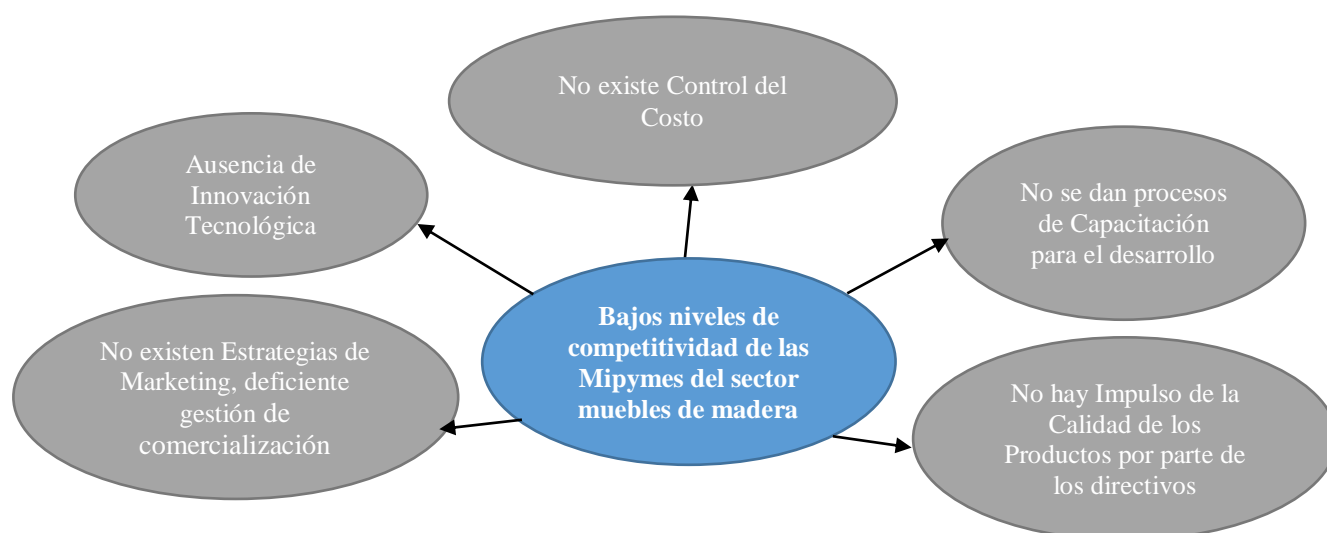 No existe Control del
Costo
Ausencia de
Innovación
Tecnológica
No se dan procesos
de Capacitación
para el desarrollo
Bajos niveles de
competitividad de las
Mipymes del sector
muebles de madera
No existen Estrategias de
Marketing, deficiente
gestión de
comercialización
No hay Impulso de la
Calidad de los
Productos por parte de
los directivos